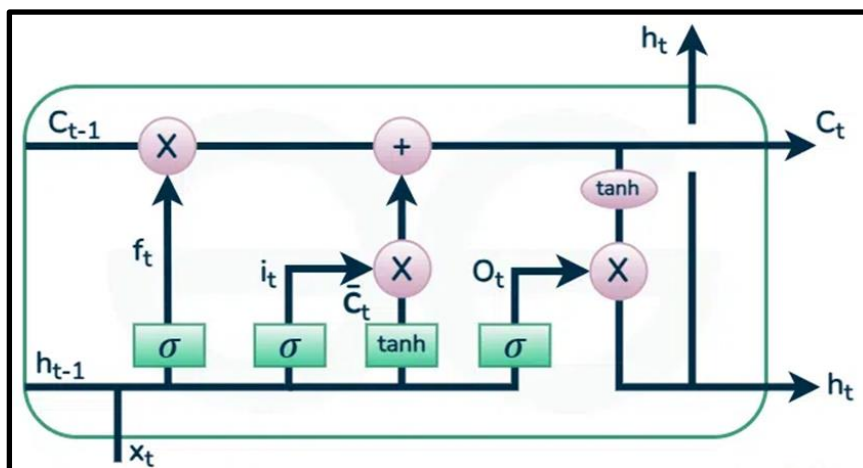 hₜ
Cₜ₋₁ X + Cₜ
tanh
fₜ iₜ X Oₜ X
C̄ₜ
σ σ tanh σ
hₜ₋₁ hₜ
xₜ